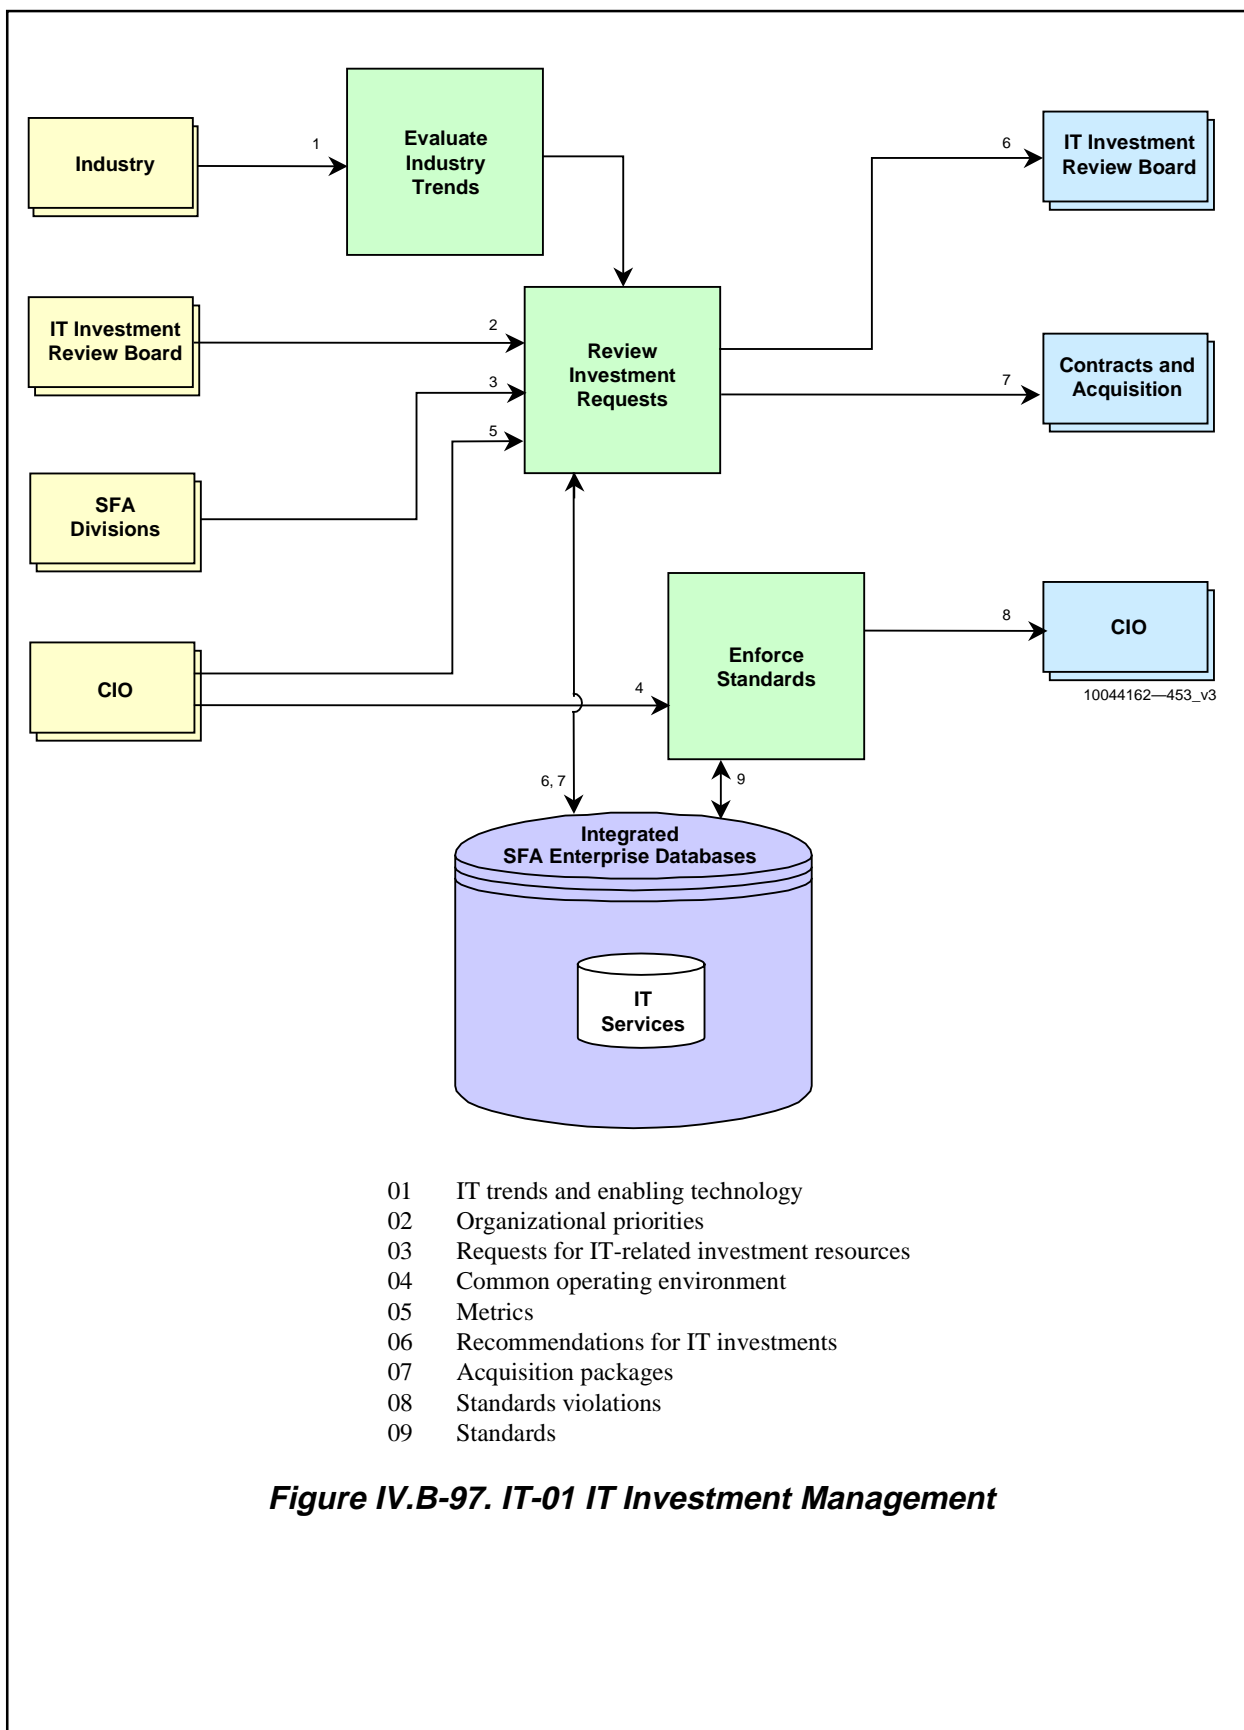 1
Industry
Evaluate
Industry
Trends
6
IT Investment
Review Board
IT Investment
Review Board
2
3
5
Review
Investment
Requests
7
Contracts and
Acquisition
SFA
Divisions
CIO
4
Enforce
Standards
8
CIO
10044162—453_v3
6, 7
9
Integrated
SFA Enterprise Databases
IT
Services
01 IT trends and enabling technology
02 Organizational priorities
03 Requests for IT-related investment resources
04 Common operating environment
05 Metrics
06 Recommendations for IT investments
07 Acquisition packages
08 Standards violations
09 Standards
Figure IV.B-97. IT-01 IT Investment Management